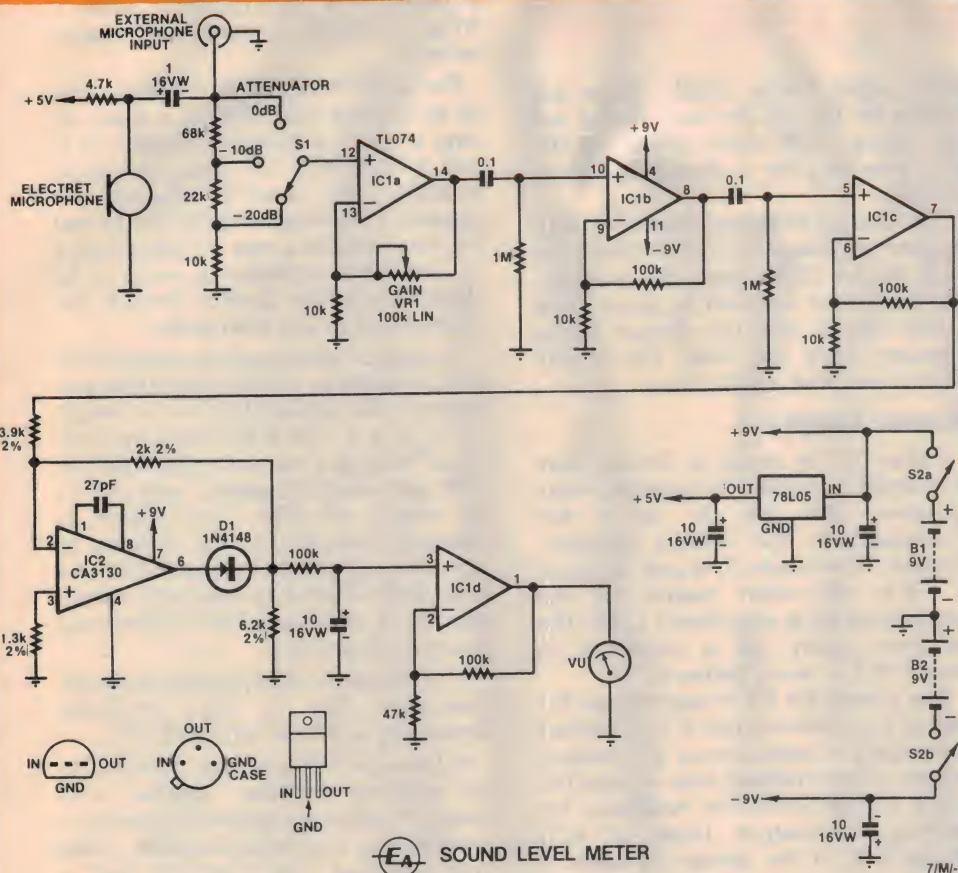 EXTERNAL
MICROPHONE
INPUT
+5V
4.7k
1
16VW
+
-
ATTENUATOR
0dB
68k
-10dB
S1
22k
-20dB
10k
ELECTRET
MICROPHONE
TL074
12
+
IC1a
14
13
-
GAIN
VR1
100k LIN
10k
0.1
1M
+9V
10
+
4
IC1b
8
9
-
11
-9V
100k
10k
0.1
1M
5
+
IC1c
7
6
-
100k
10k
3.9k
2%
2k 2%
27pF
+9V
1
8
7
2
-
IC2
CA3130
6
3
+
4
1.3k
2%
D1
1N4148
100k
6.2k
2%
10
16VW
+
-
3
+
IC1d
1
2
-
100k
47k
VU
+9V
S2a
+5V
OUT
78L05
IN
GND
10
16VW
+
-
10
16VW
+
-
+
B1
9V
-
+
B2
9V
-
S2b
-9V
10
16VW
-
+
IN
OUT
GND
OUT
IN
GND
CASE
IN
OUT
GND
EA SOUND LEVEL METER
7/M/-